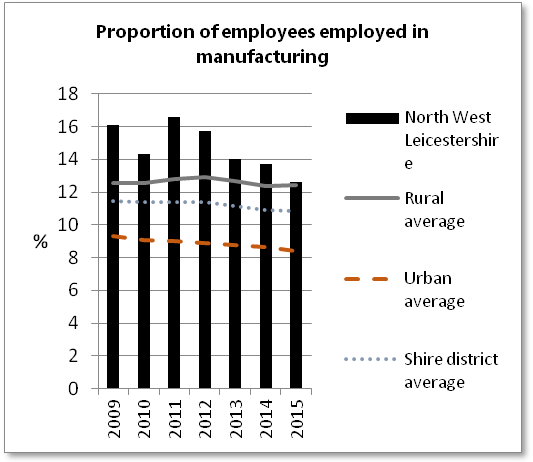 Proportion of employees employed in
manufacturing
18
16
14
12
10
8
6
4
2
0
%
2009
2010
2011
2012
2013
2014
2015
North West
Leicestershir
e
Rural
average
Urban
average
Shire district
average